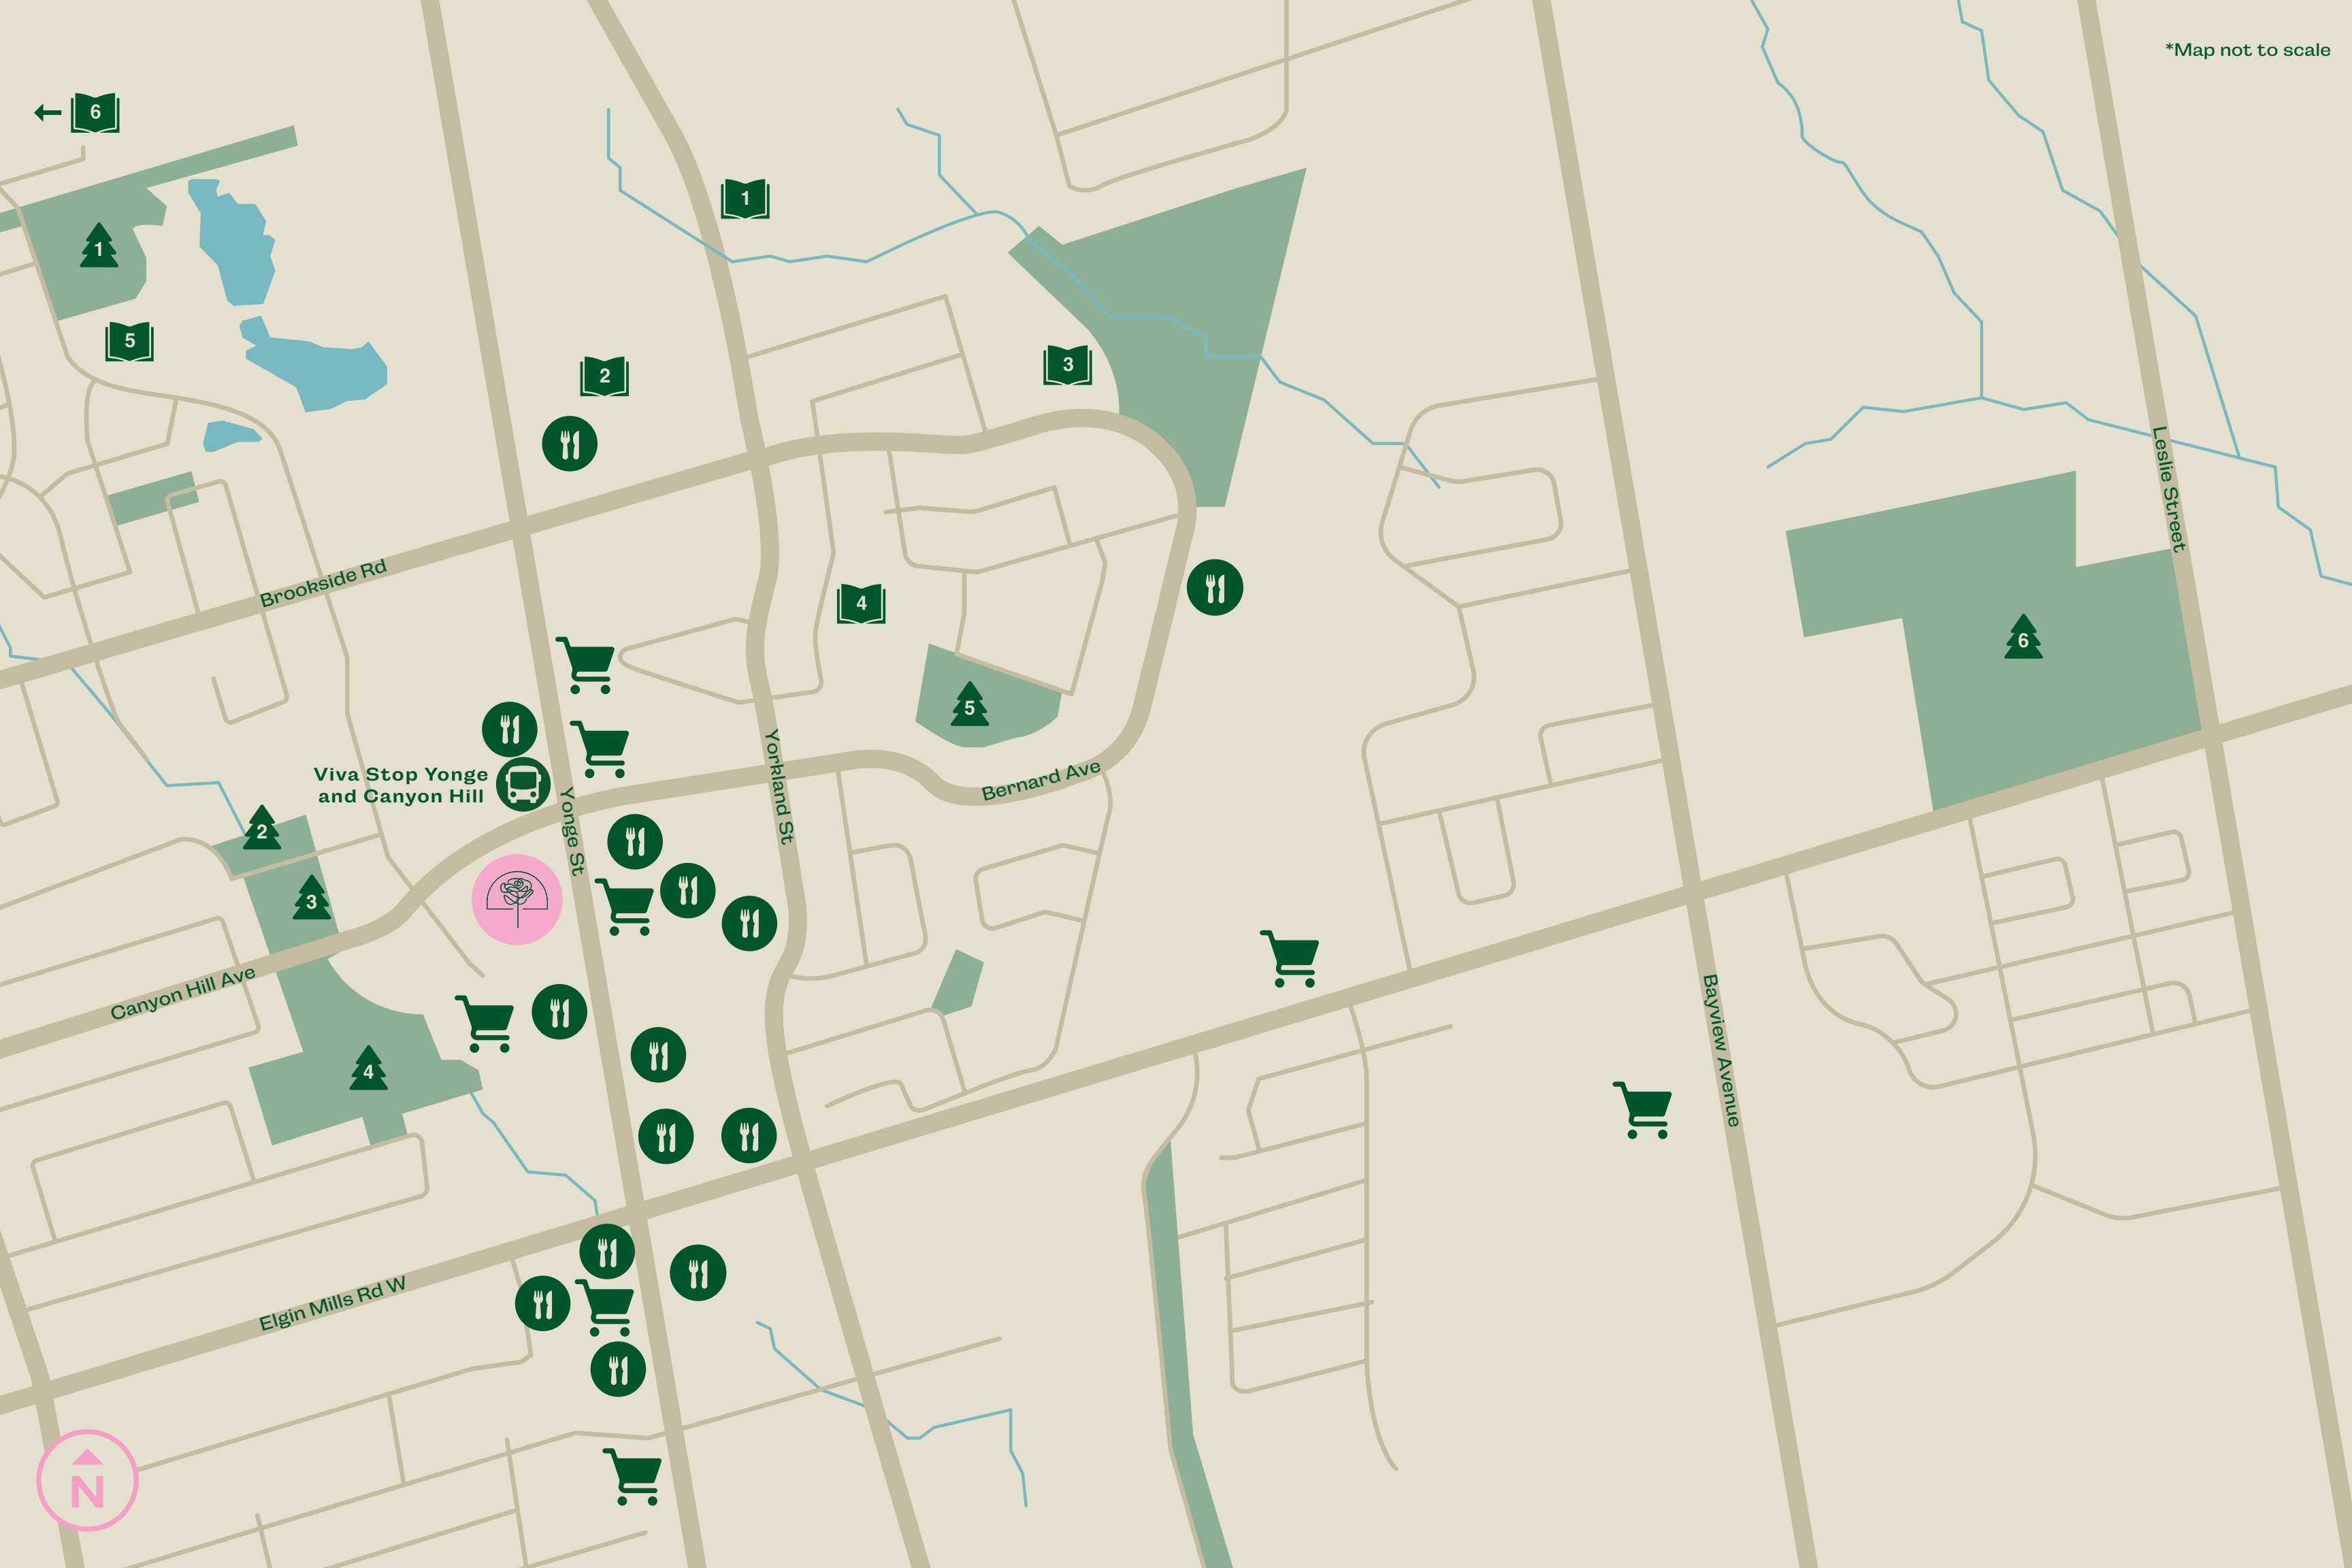 *Map not to scale
6
1
1
5
2
3
Leslie Street
Brookside Rd
4
6
5
Viva Stop Yonge
and Canyon Hill
Yonge St
Yorkland St
Bernard Ave
2
3
Canyon Hill Ave
4
Bayview Avenue
Elgin Mills Rd W
N